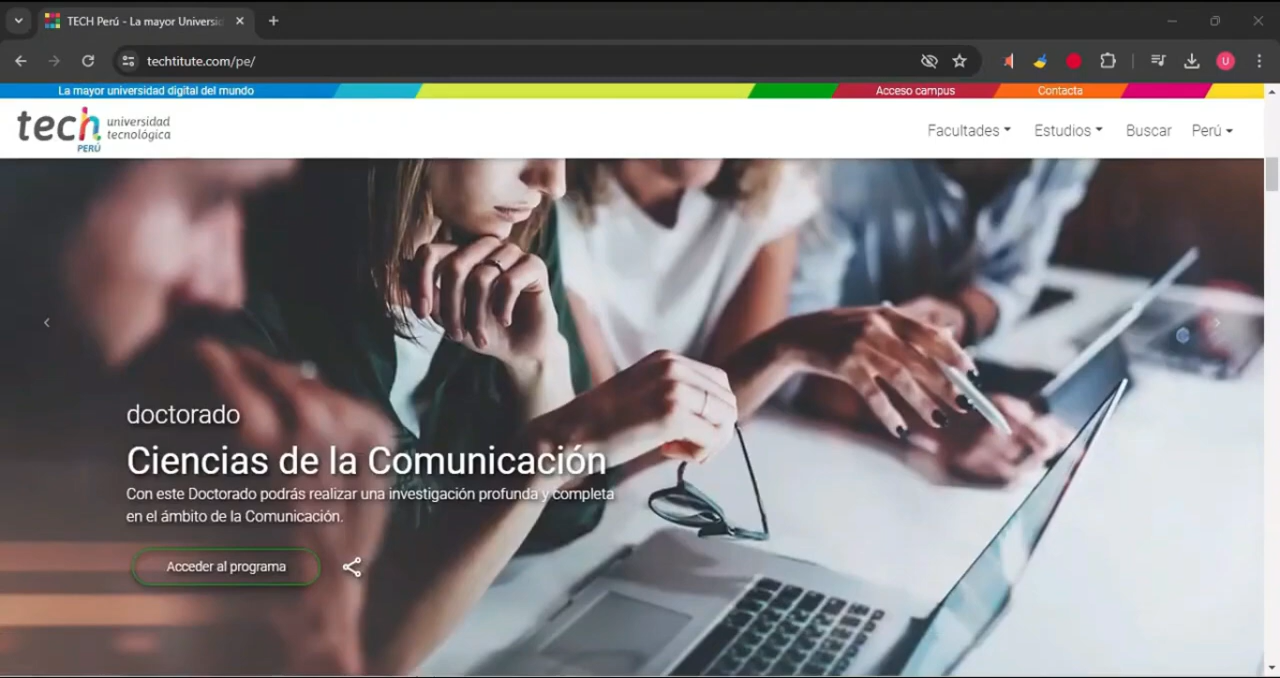 TECH Perú - La mayor Universid
techtitute.com/pe/
U
La mayor universidad digital del mundo
Acceso campus
Contacta
tech universidad
tecnológica
PERÚ
Facultades
Estudios
Buscar
Perú
doctorado
Ciencias de la Comunicación
Con este Doctorado podrás realizar una investigación profunda y completa
en el ámbito de la Comunicación.
Acceder al programa